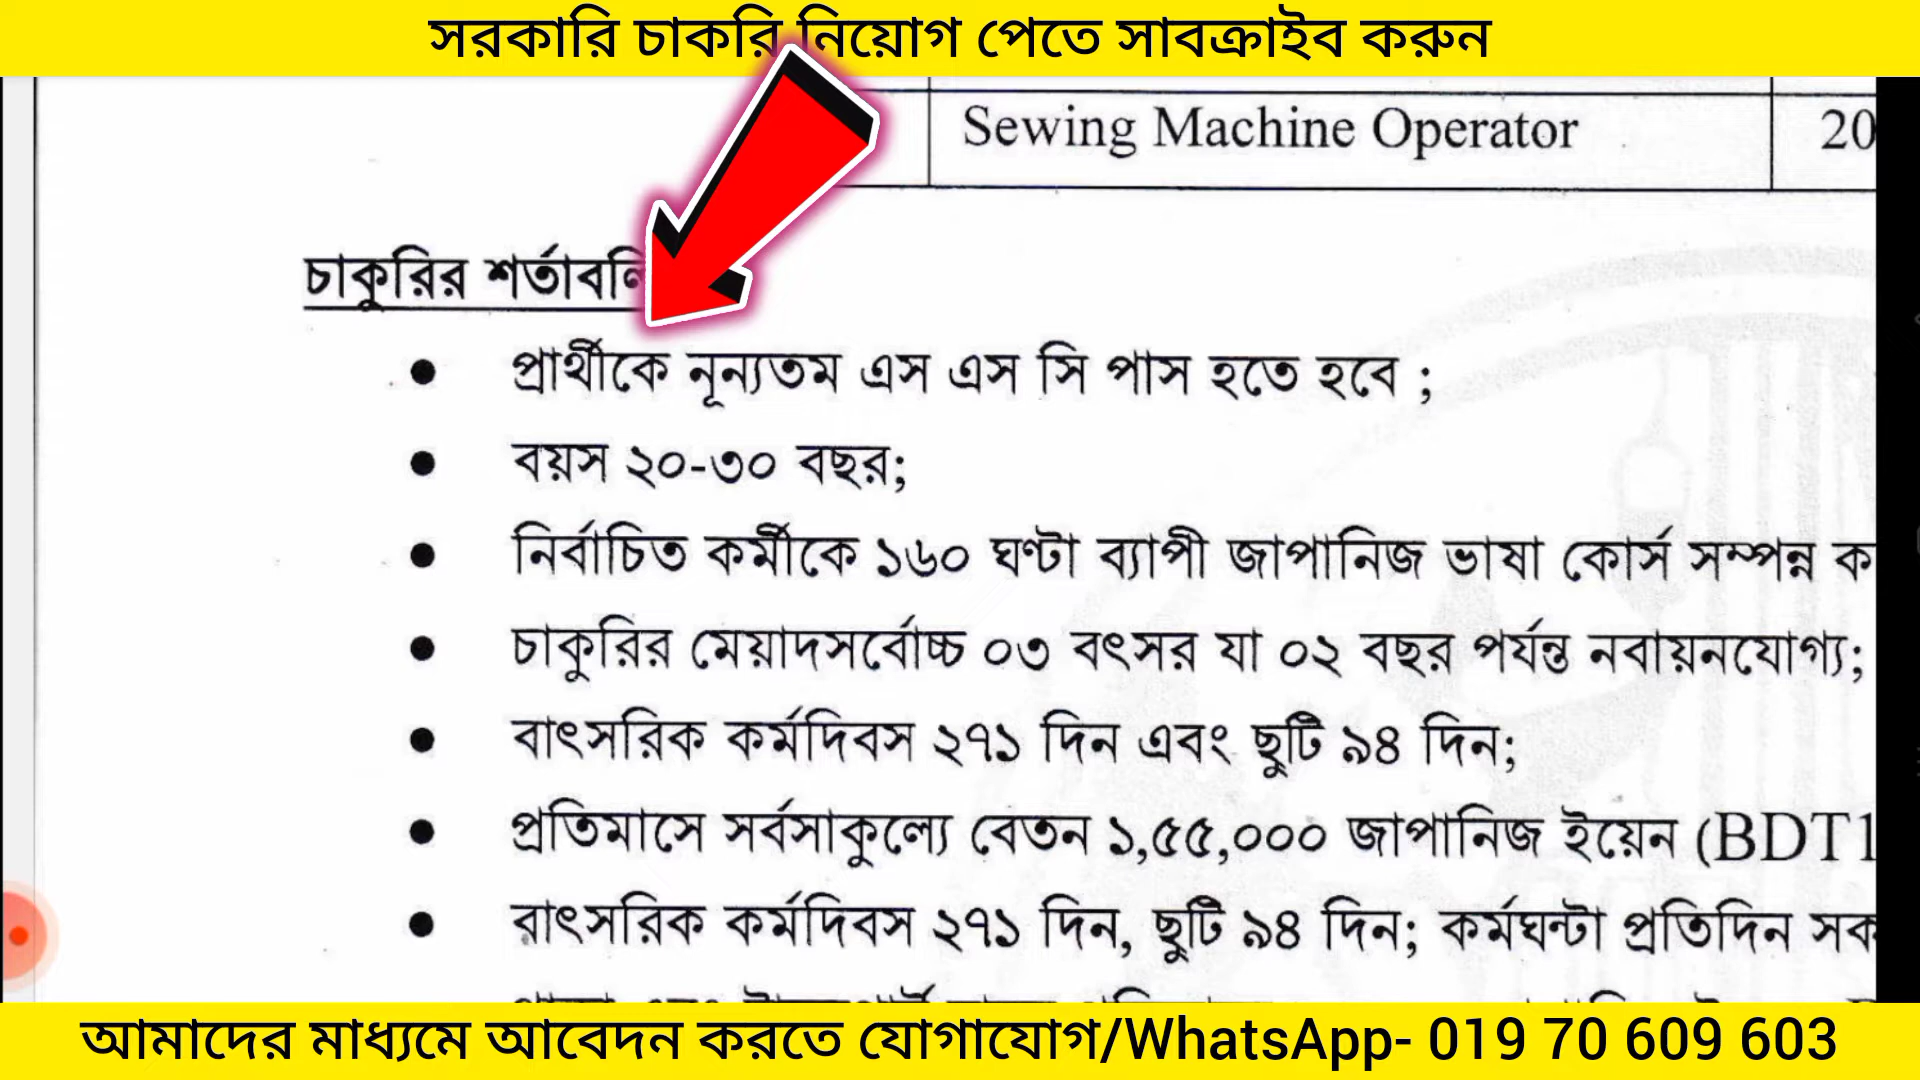 সরকারি চাকরি নিয়োগ পেতে সাবক্রাইব করুন
Sewing Machine Operator 20
চাকুরির শর্তাবলি
● প্রার্থীকে নূন্যতম এস এস সি পাস হতে হবে ;
● বয়স ২০-৩০ বছর;
● নির্বাচিত কর্মীকে ১৬০ ঘণ্টা ব্যাপী জাপানিজ ভাষা কোর্স সম্পন্ন ক
● চাকুরির মেয়াদসর্বোচ্চ ০৩ বৎসর যা ০২ বছর পর্যন্ত নবায়নযোগ্য;
● বাৎসরিক কর্মদিবস ২৭১ দিন এবং ছুটি ৯৪ দিন;
● প্রতিমাসে সর্বসাকুল্যে বেতন ১,৫৫,০০০ জাপানিজ ইয়েন (BDT1
● বাৎসরিক কর্মদিবস ২৭১ দিন, ছুটি ৯৪ দিন; কর্মঘন্টা প্রতিদিন সক
আমাদের মাধ্যমে আবেদন করতে যোগাযোগ/WhatsApp- 019 70 609 603